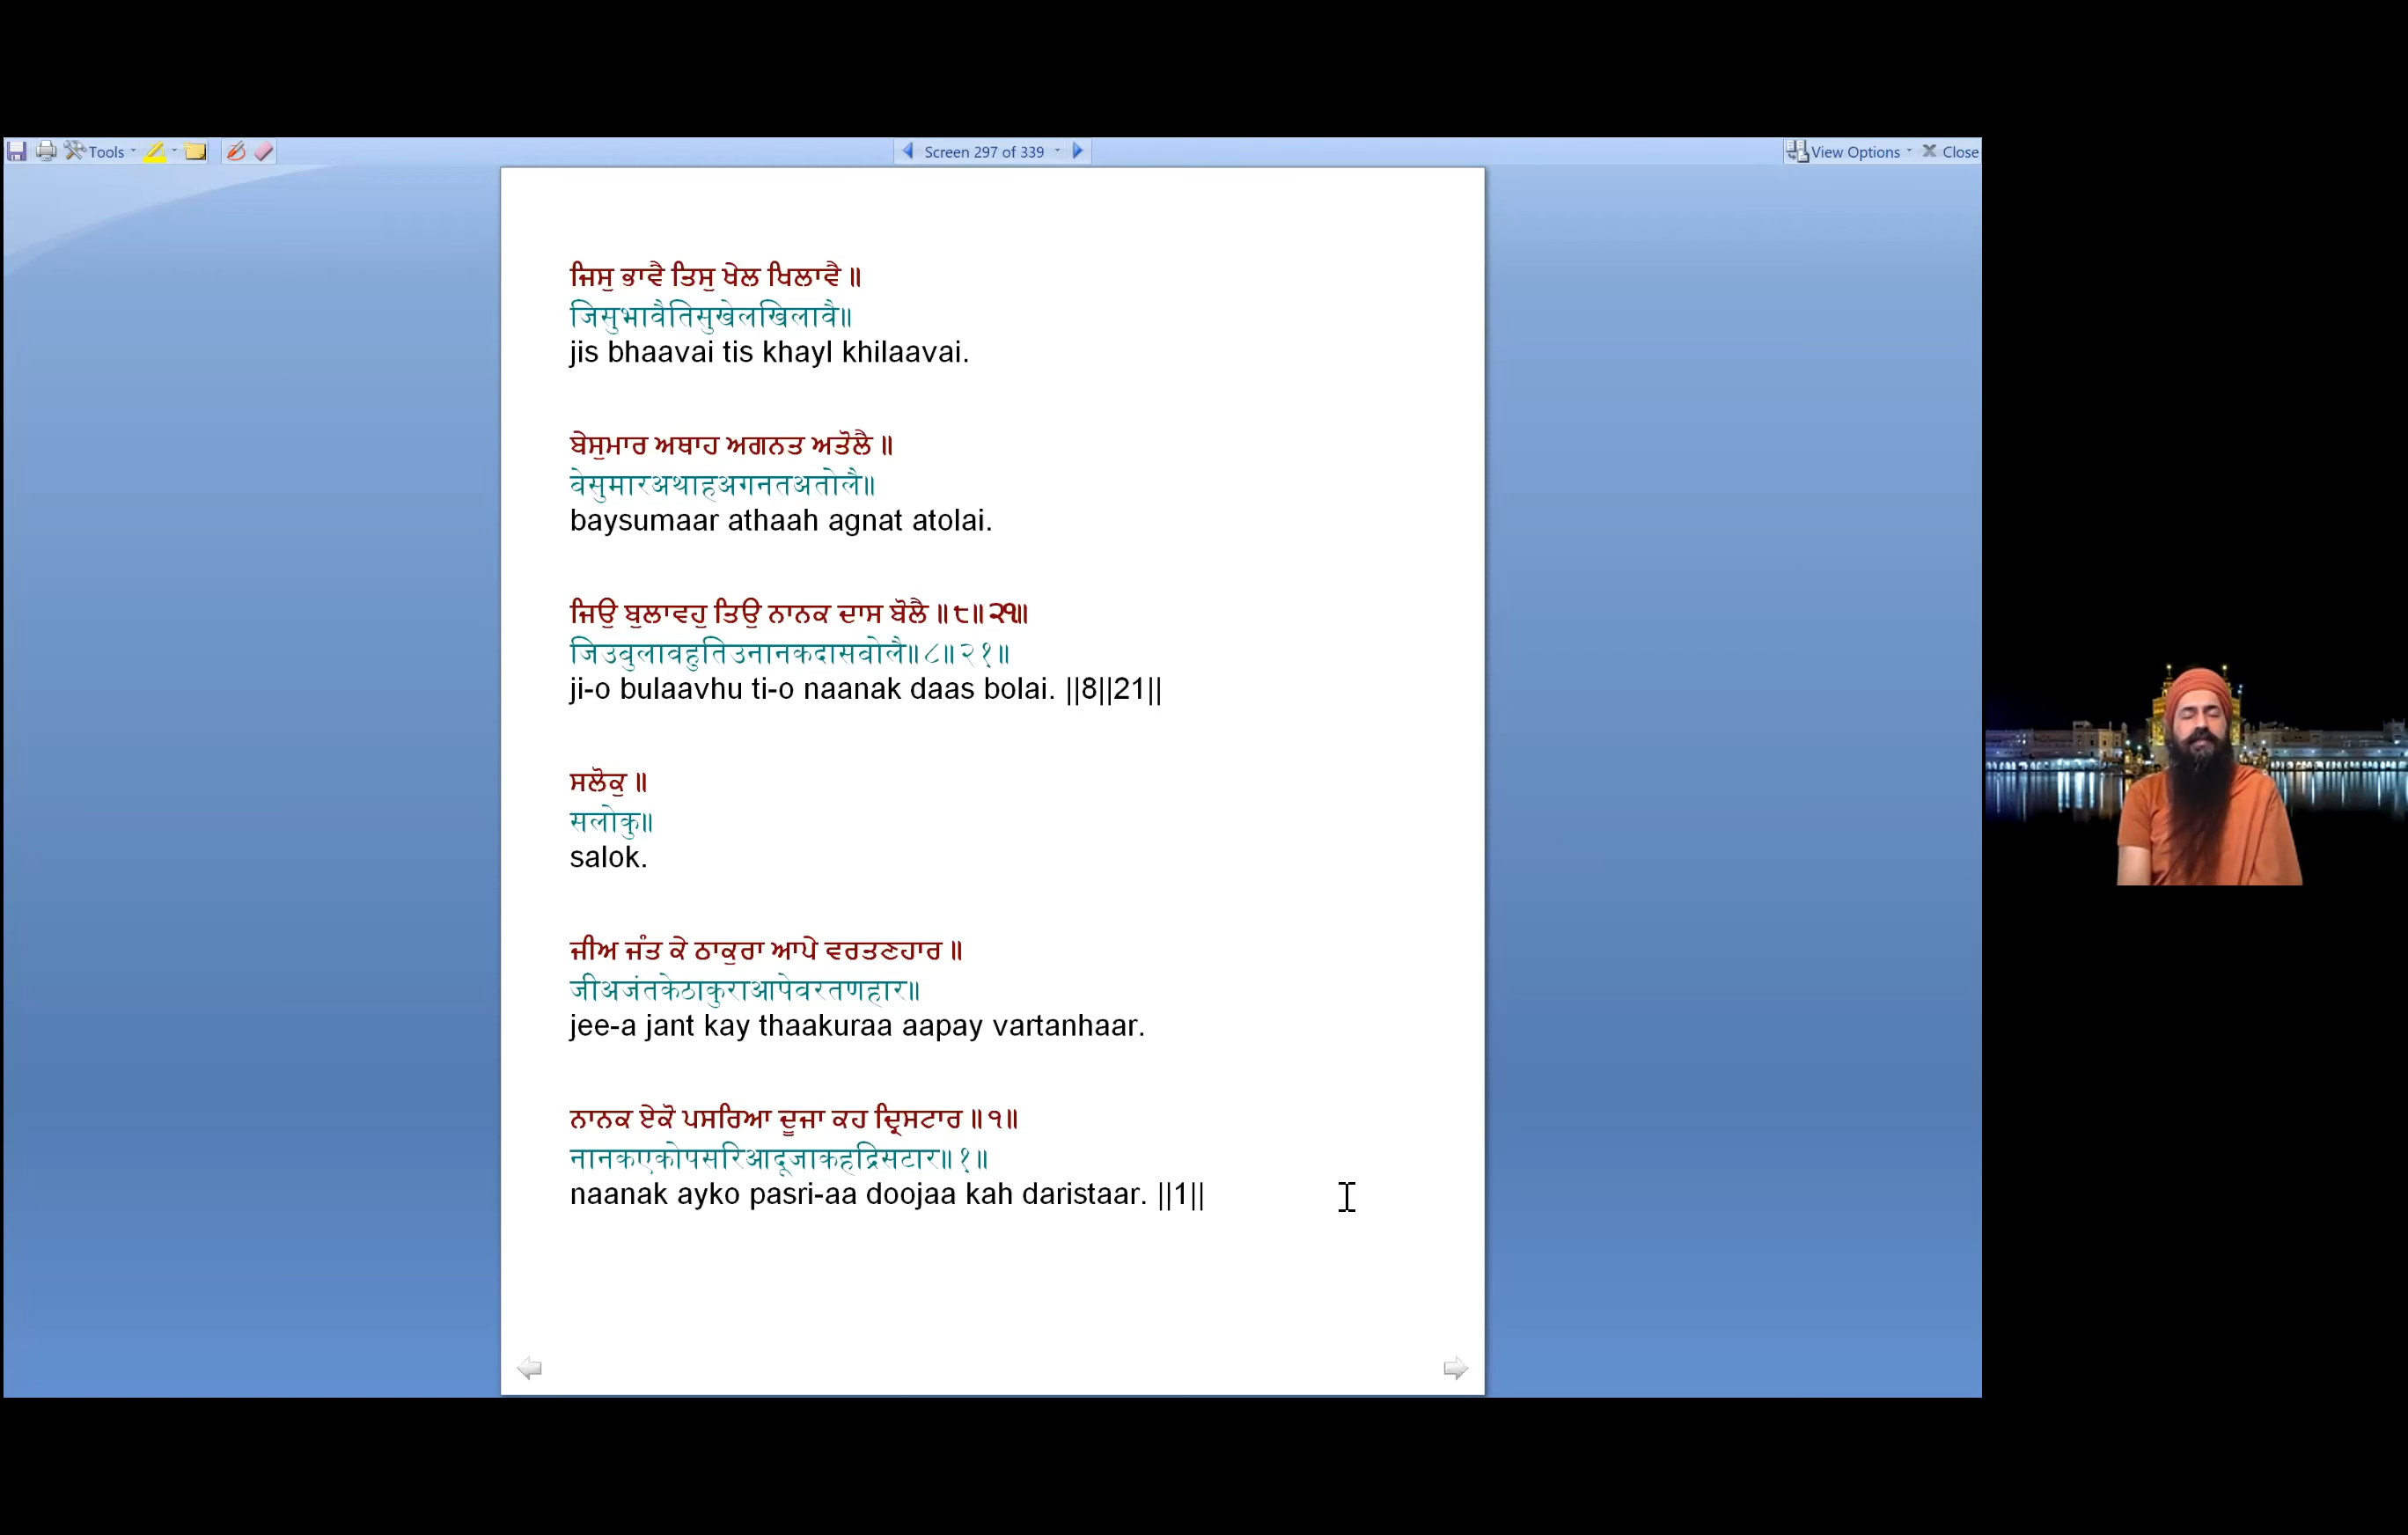 Tools
Screen 297 of 339
View Options
Close
ਜਿਸੁ ਭਾਵੈ ਤਿਸੁ ਖੇਲ ਖਿਲਾਵੈ ॥
जिसुभावैतिसुखेलखिलावै॥
jis bhaavai tis khayl khilaavai.
ਬੇਸੁਮਾਰ ਅਥਾਹ ਅਗਨਤ ਅਤੋਲੈ ॥
बेसुमारअथाहअगनतअतोलै॥
baysumaar athaah agnat atolai.
ਜਿਉ ਬੁਲਾਵਹੁ ਤਿਉ ਨਾਨਕ ਦਾਸ ਬੋਲੈ ॥੮॥੨੧॥
जिउबुलावहुतिउनानकदासबोलै॥८॥२१॥
ji-o bulaavhu ti-o naanak daas bolai. ||8||21||
ਸਲੋਕੁ ॥
सलोकु॥
salok.
ਜੀਅ ਜੰਤ ਕੇ ਠਾਕੁਰਾ ਆਪੇ ਵਰਤਣਹਾਰ ॥
जीअजंतकेठाकुराआपेवरतणहार॥
jee-a jant kay thaakuraa aapay vartanhaar.
ਨਾਨਕ ਏਕੋ ਪਸਰਿਆ ਦੂਜਾ ਕਹ ਦ੍ਰਿਸਟਾਰ ॥੧॥
नानकएकोपसरिआदूजाकहद्रिसटार॥१॥
naanak ayko pasri-aa doojaa kah daristaar. ||1||